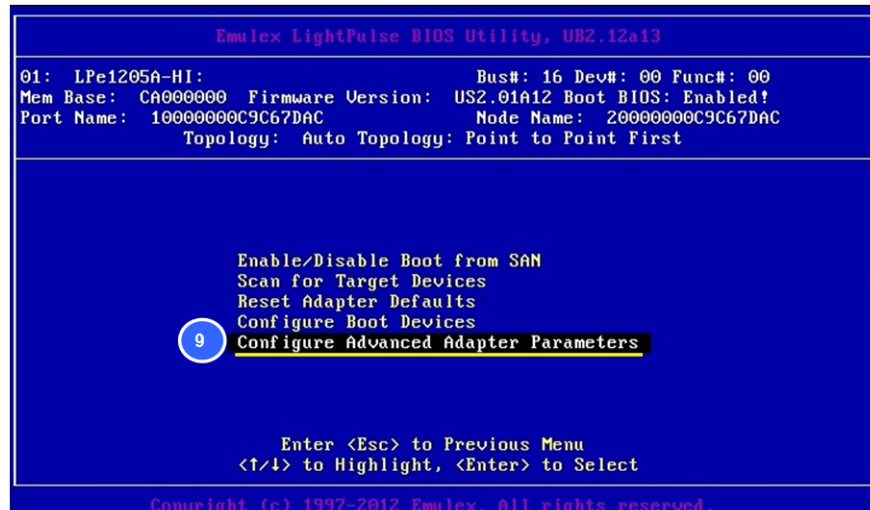 Emulex LightPulse BIOS Utility, UB2.12a13
01: LPe1205A-HI: Bus#: 16 Dev#: 00 Func#: 00
Mem Base: CA000000 Firmware Version: US2.01A12 Boot BIOS: Enabled!
Port Name: 10000000C9C67DAC Node Name: 20000000C9C67DAC
Topology: Auto Topology: Point to Point First
Enable/Disable Boot from SAN
Scan for Target Devices
Reset Adapter Defaults
Configure Boot Devices
9 Configure Advanced Adapter Parameters
Enter <Esc> to Previous Menu
<↑/↓> to Highlight, <Enter> to Select
Copyright (c) 1997-2012 Emulex. All rights reserved.